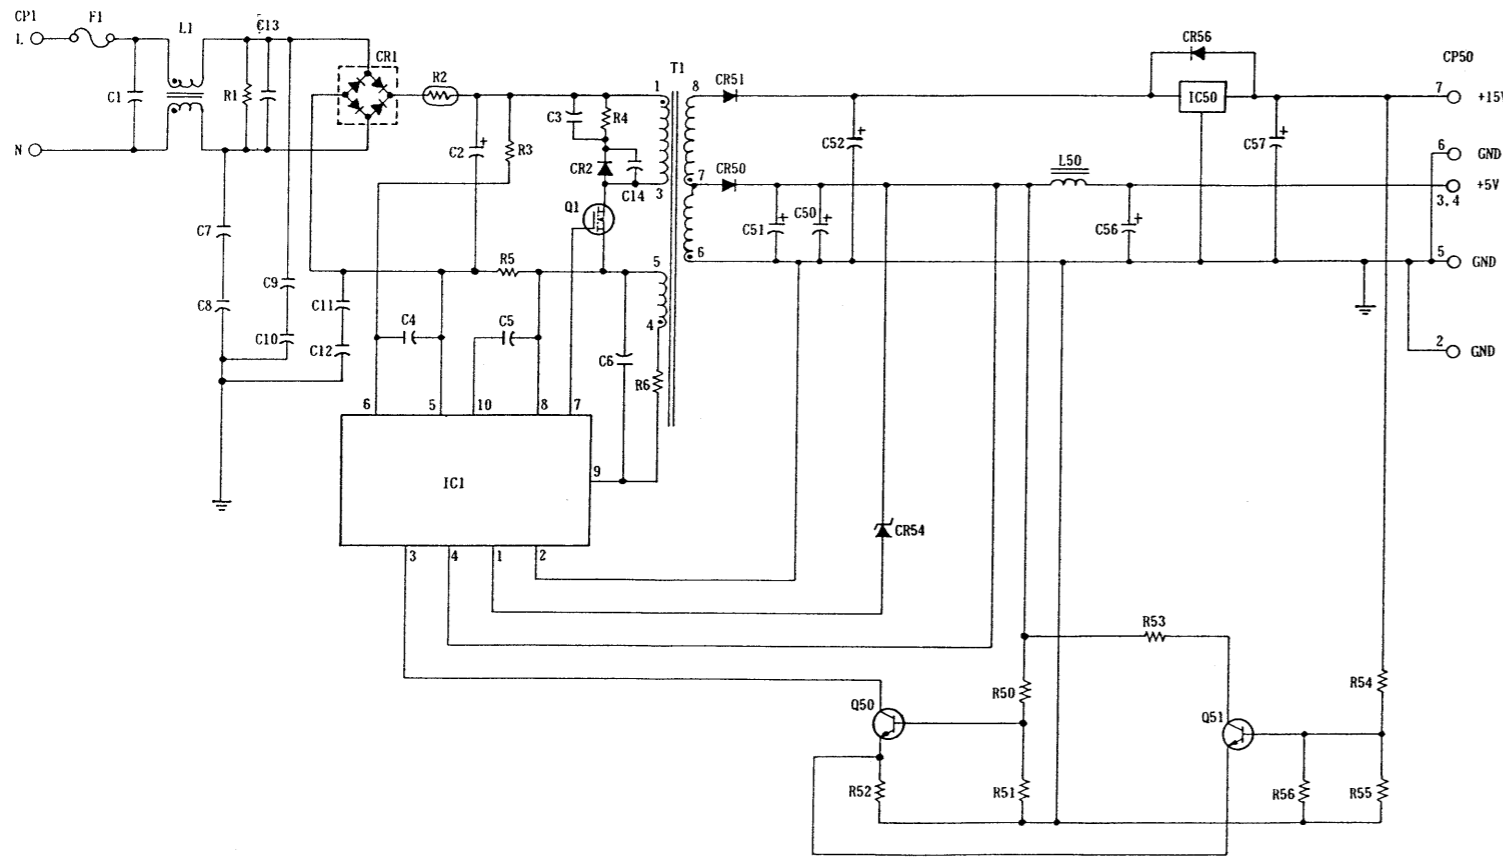 CP1
F1
L
L1
C13
CR1
R2
T1
CR51
CR56
CP50
C1
R1
1
8
IC50
7
+15V
N
C2
+
R3
C3
R4
CR2
C14
3
C52
+
CR50
7
C57
+
L50
6
GND
+5V
3.4
Q1
C7
C51
+
C50
+
C56
+
R5
5
6
5
GND
C8
C9
C10
C11
C12
C4
C5
4
C6
R6
2
GND
6
5
10
8
7
9
IC1
3
4
1
2
CR54
R53
R50
R54
Q50
Q51
R52
R51
R56
R55